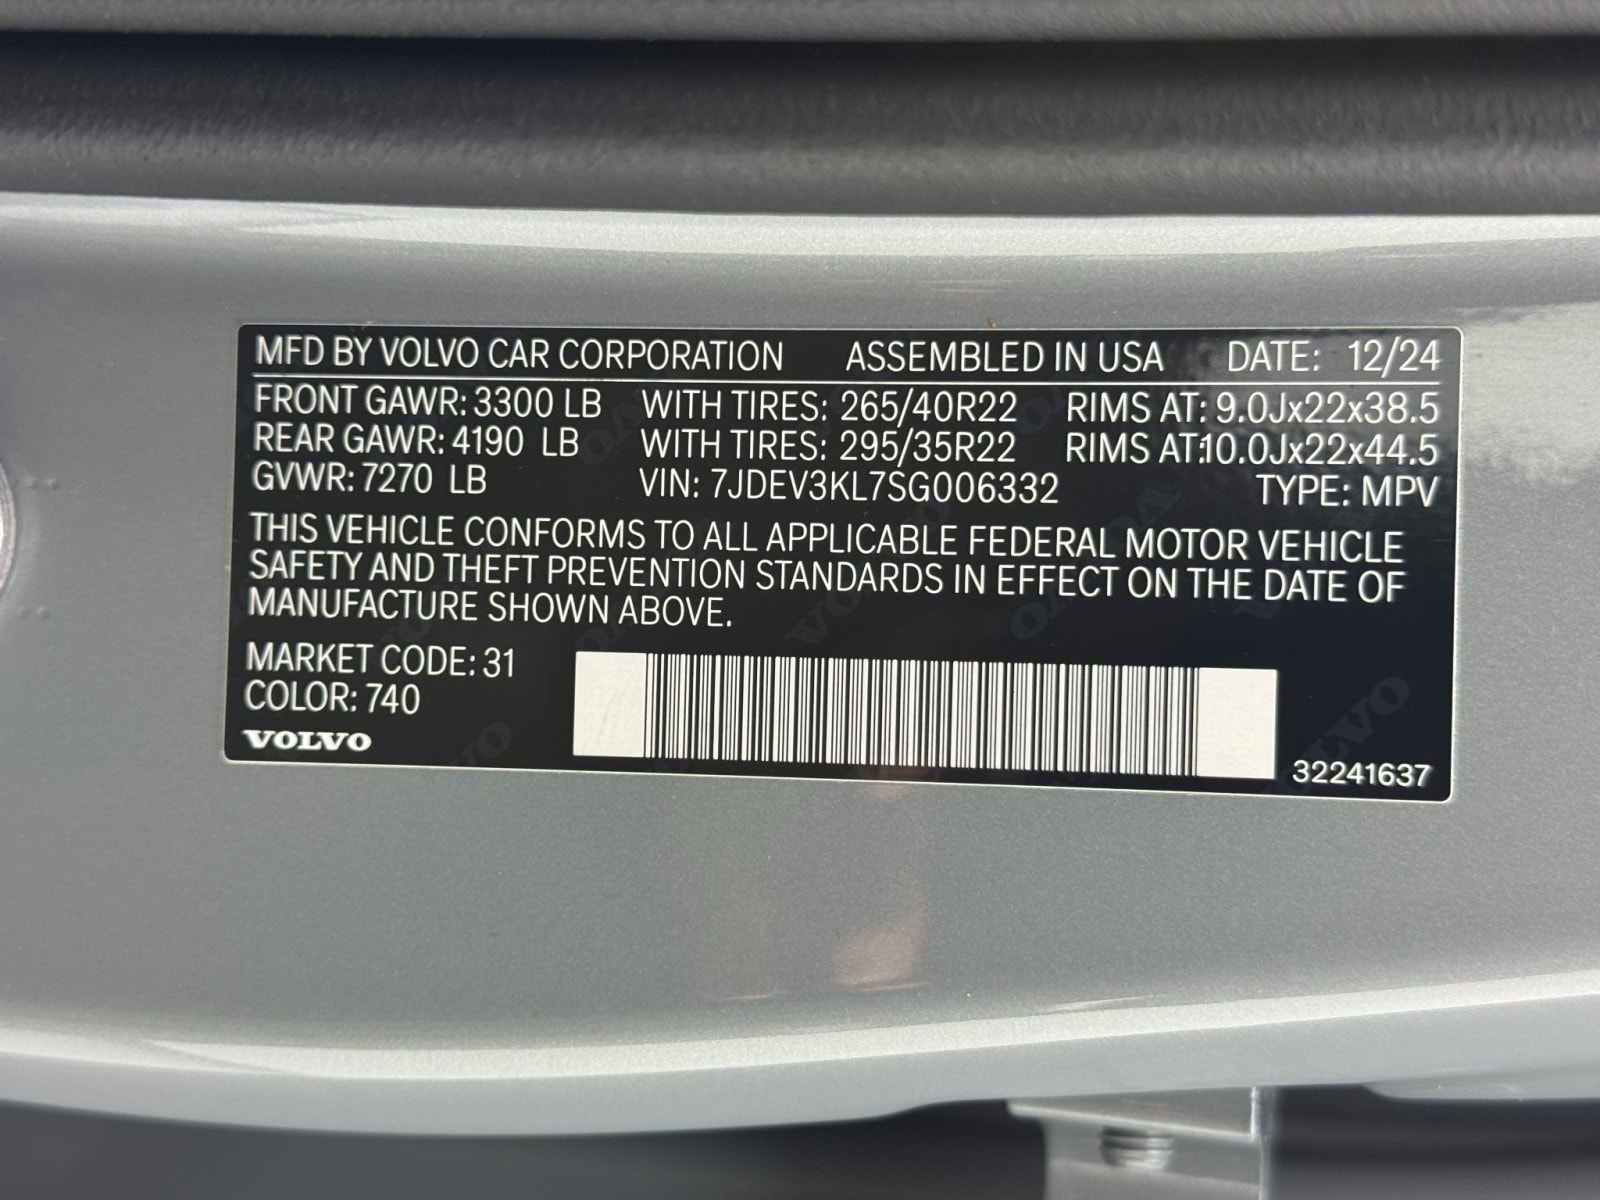 MFD BY VOLVO CAR CORPORATION ASSEMBLED IN USA DATE: 12/24
FRONT GAWR: 3300 LB WITH TIRES: 265/40R22 RIMS AT: 9.0Jx22x38.5
REAR GAWR: 4190 LB WITH TIRES: 295/35R22 RIMS AT:10.0Jx22x44.5
GVWR: 7270 LB VIN: 7JDEV3KL7SG006332 TYPE: MPV
THIS VEHICLE CONFORMS TO ALL APPLICABLE FEDERAL MOTOR VEHICLE
SAFETY AND THEFT PREVENTION STANDARDS IN EFFECT ON THE DATE OF
MANUFACTURE SHOWN ABOVE.
MARKET CODE: 31
COLOR: 740
VOLVO
32241637